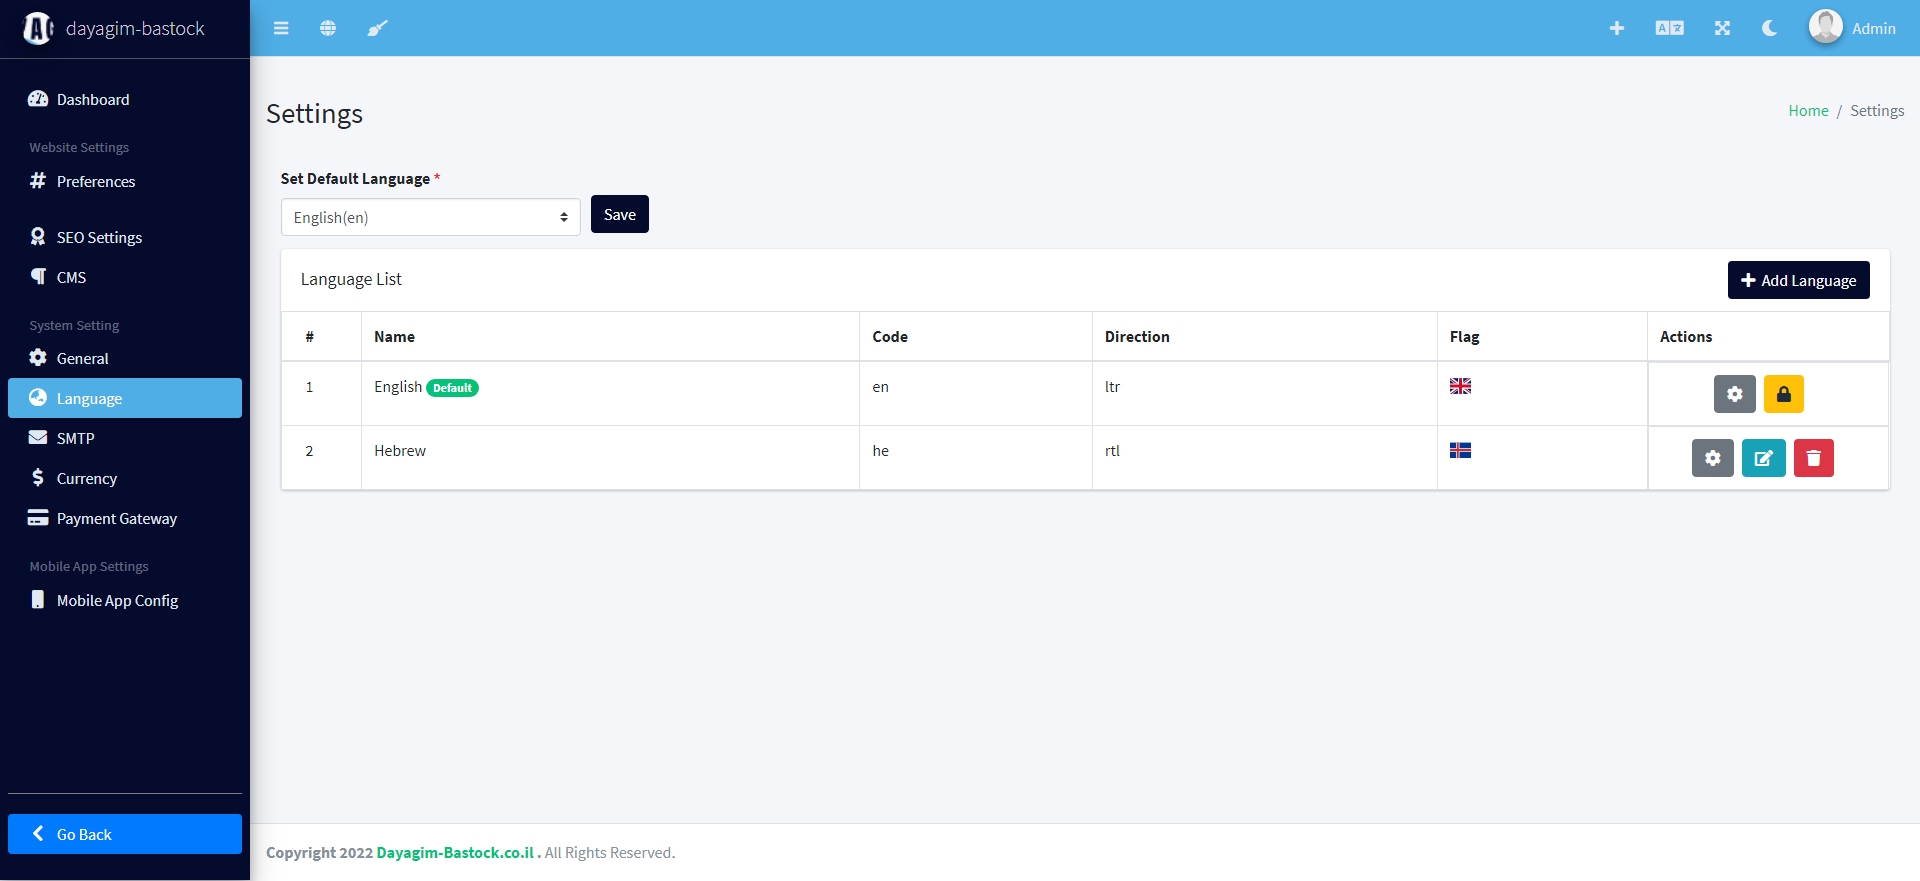 dayagim-bastock
Admin
Dashboard
Website Settings
Preferences
SEO Settings
CMS
System Setting
General
Language
SMTP
Currency
Payment Gateway
Mobile App Settings
Mobile App Config
Go Back
Settings
Home / Settings
Set Default Language *
English(en)
Save
Language List
Add Language
# Name Code Direction Flag Actions
1 English Default en ltr
2 Hebrew he rtl
Copyright 2022 Dayagim-Bastock.co.il . All Rights Reserved.